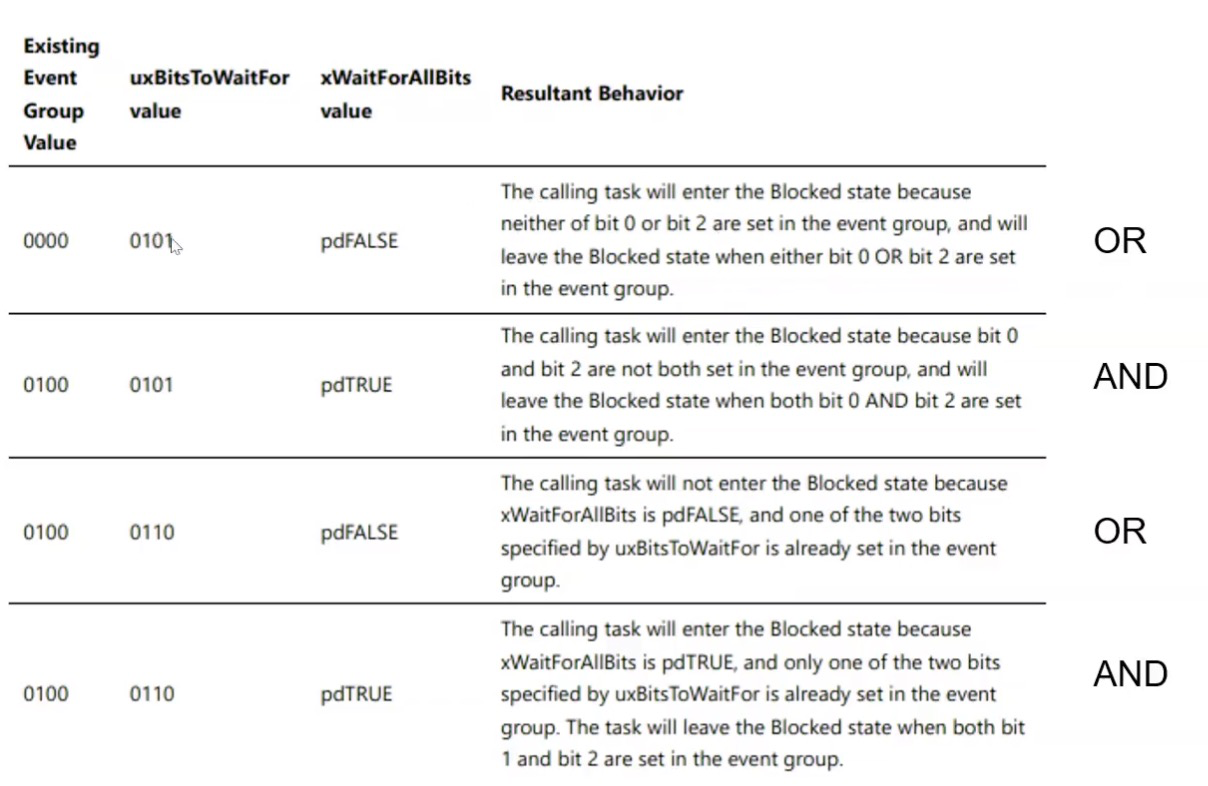 Existing
Event
Group
Value
uxBitsToWaitFor
value
xWaitForAllBits
value
Resultant Behavior
0000
0101
pdFALSE
The calling task will enter the Blocked state because
neither of bit 0 or bit 2 are set in the event group, and will
leave the Blocked state when either bit 0 OR bit 2 are set
in the event group.
OR
0100
0101
pdTRUE
The calling task will enter the Blocked state because bit 0
and bit 2 are not both set in the event group, and will
leave the Blocked state when both bit 0 AND bit 2 are set
in the event group.
AND
0100
0110
pdFALSE
The calling task will not enter the Blocked state because
xWaitForAllBits is pdFALSE, and one of the two bits
specified by uxBitsToWaitFor is already set in the event
group.
OR
0100
0110
pdTRUE
The calling task will enter the Blocked state because
xWaitForAllBits is pdTRUE, and only one of the two bits
specified by uxBitsToWaitFor is already set in the event
group. The task will leave the Blocked state when both bit
1 and bit 2 are set in the event group.
AND